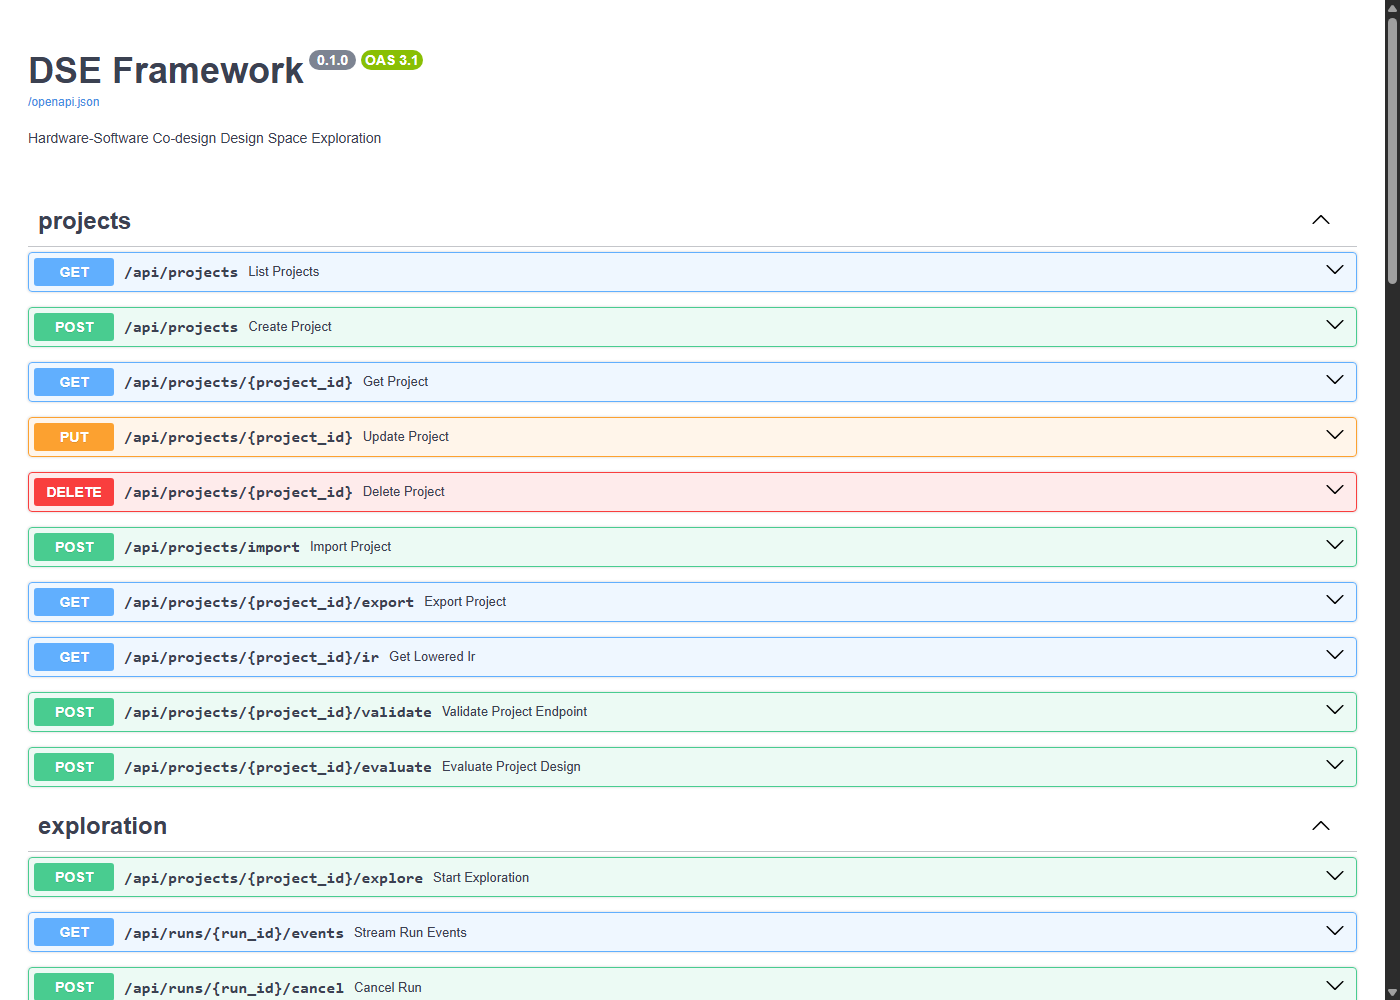 DSE Framework 0.1.0 OAS 3.1
/openapi.json
Hardware-Software Co-design Design Space Exploration
projects
GET /api/projects List Projects
POST /api/projects Create Project
GET /api/projects/{project_id} Get Project
PUT /api/projects/{project_id} Update Project
DELETE /api/projects/{project_id} Delete Project
POST /api/projects/import Import Project
GET /api/projects/{project_id}/export Export Project
GET /api/projects/{project_id}/ir Get Lowered Ir
POST /api/projects/{project_id}/validate Validate Project Endpoint
POST /api/projects/{project_id}/evaluate Evaluate Project Design
exploration
POST /api/projects/{project_id}/explore Start Exploration
GET /api/runs/{run_id}/events Stream Run Events
POST /api/runs/{run_id}/cancel Cancel Run